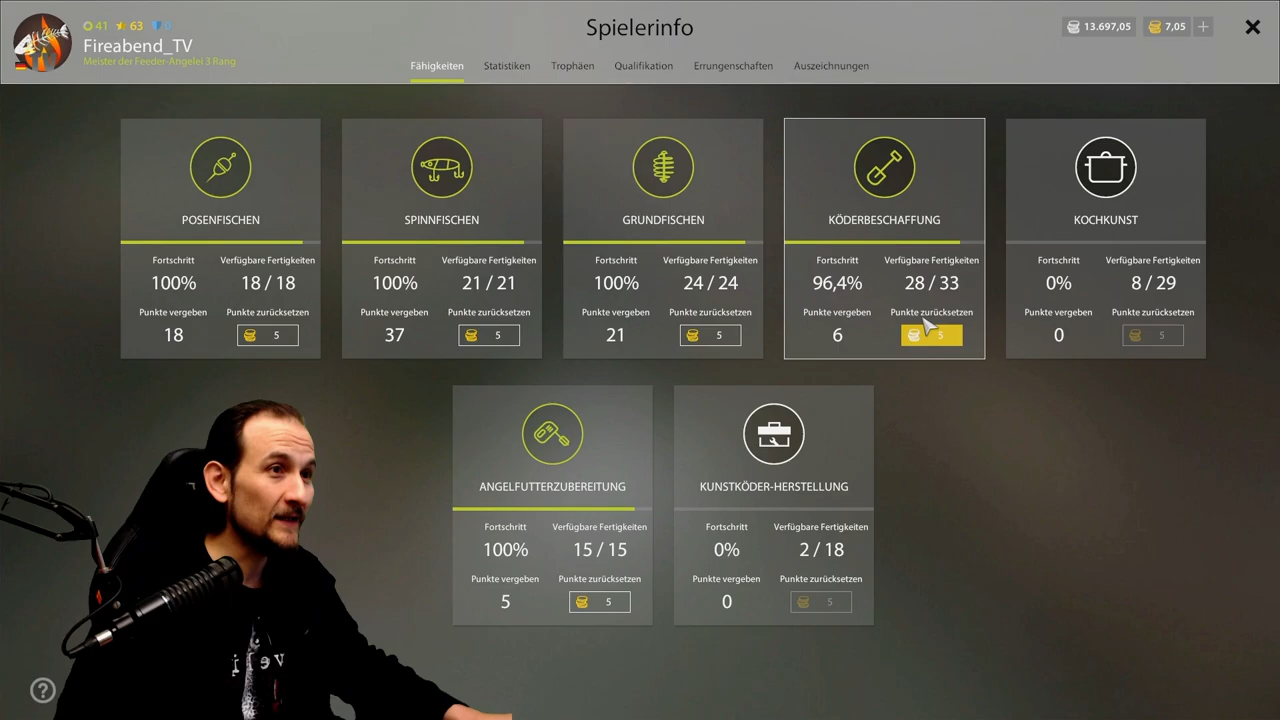 41 63 0
Fireabend_TV
Meister der Feeder-Angelei 3 Rang
Spielerinfo
13.697,05
7,05
Fähigkeiten
Statistiken
Trophäen
Qualifikation
Errungenschaften
Auszeichnungen
POSENFISCHEN
Fortschritt
Verfügbare Fertigkeiten
100%
18 / 18
Punkte vergeben
Punkte zurücksetzen
18
5
SPINNFISCHEN
Fortschritt
Verfügbare Fertigkeiten
100%
21 / 21
Punkte vergeben
Punkte zurücksetzen
37
5
GRUNDFISCHEN
Fortschritt
Verfügbare Fertigkeiten
100%
24 / 24
Punkte vergeben
Punkte zurücksetzen
21
5
KÖDERBESCHAFFUNG
Fortschritt
Verfügbare Fertigkeiten
96,4%
28 / 33
Punkte vergeben
Punkte zurücksetzen
6
5
KOCHKUNST
Fortschritt
Verfügbare Fertigkeiten
0%
8 / 29
Punkte vergeben
Punkte zurücksetzen
0
5
ANGELFUTTERZUBEREITUNG
Fortschritt
Verfügbare Fertigkeiten
100%
15 / 15
Punkte vergeben
Punkte zurücksetzen
5
5
KUNSTKÖDER-HERSTELLUNG
Fortschritt
Verfügbare Fertigkeiten
0%
2 / 18
Punkte vergeben
Punkte zurücksetzen
0
5
?